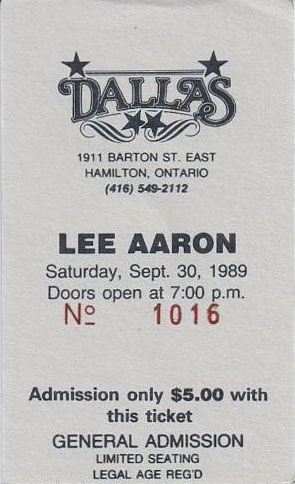 DALLAS
1911 BARTON ST. EAST
HAMILTON, ONTARIO
(416) 549-2112
LEE AARON
Saturday, Sept. 30, 1989
Doors open at 7:00 p.m.
Nº 1016
Admission only $5.00 with
this ticket
GENERAL ADMISSION
LIMITED SEATING
LEGAL AGE REQ'D